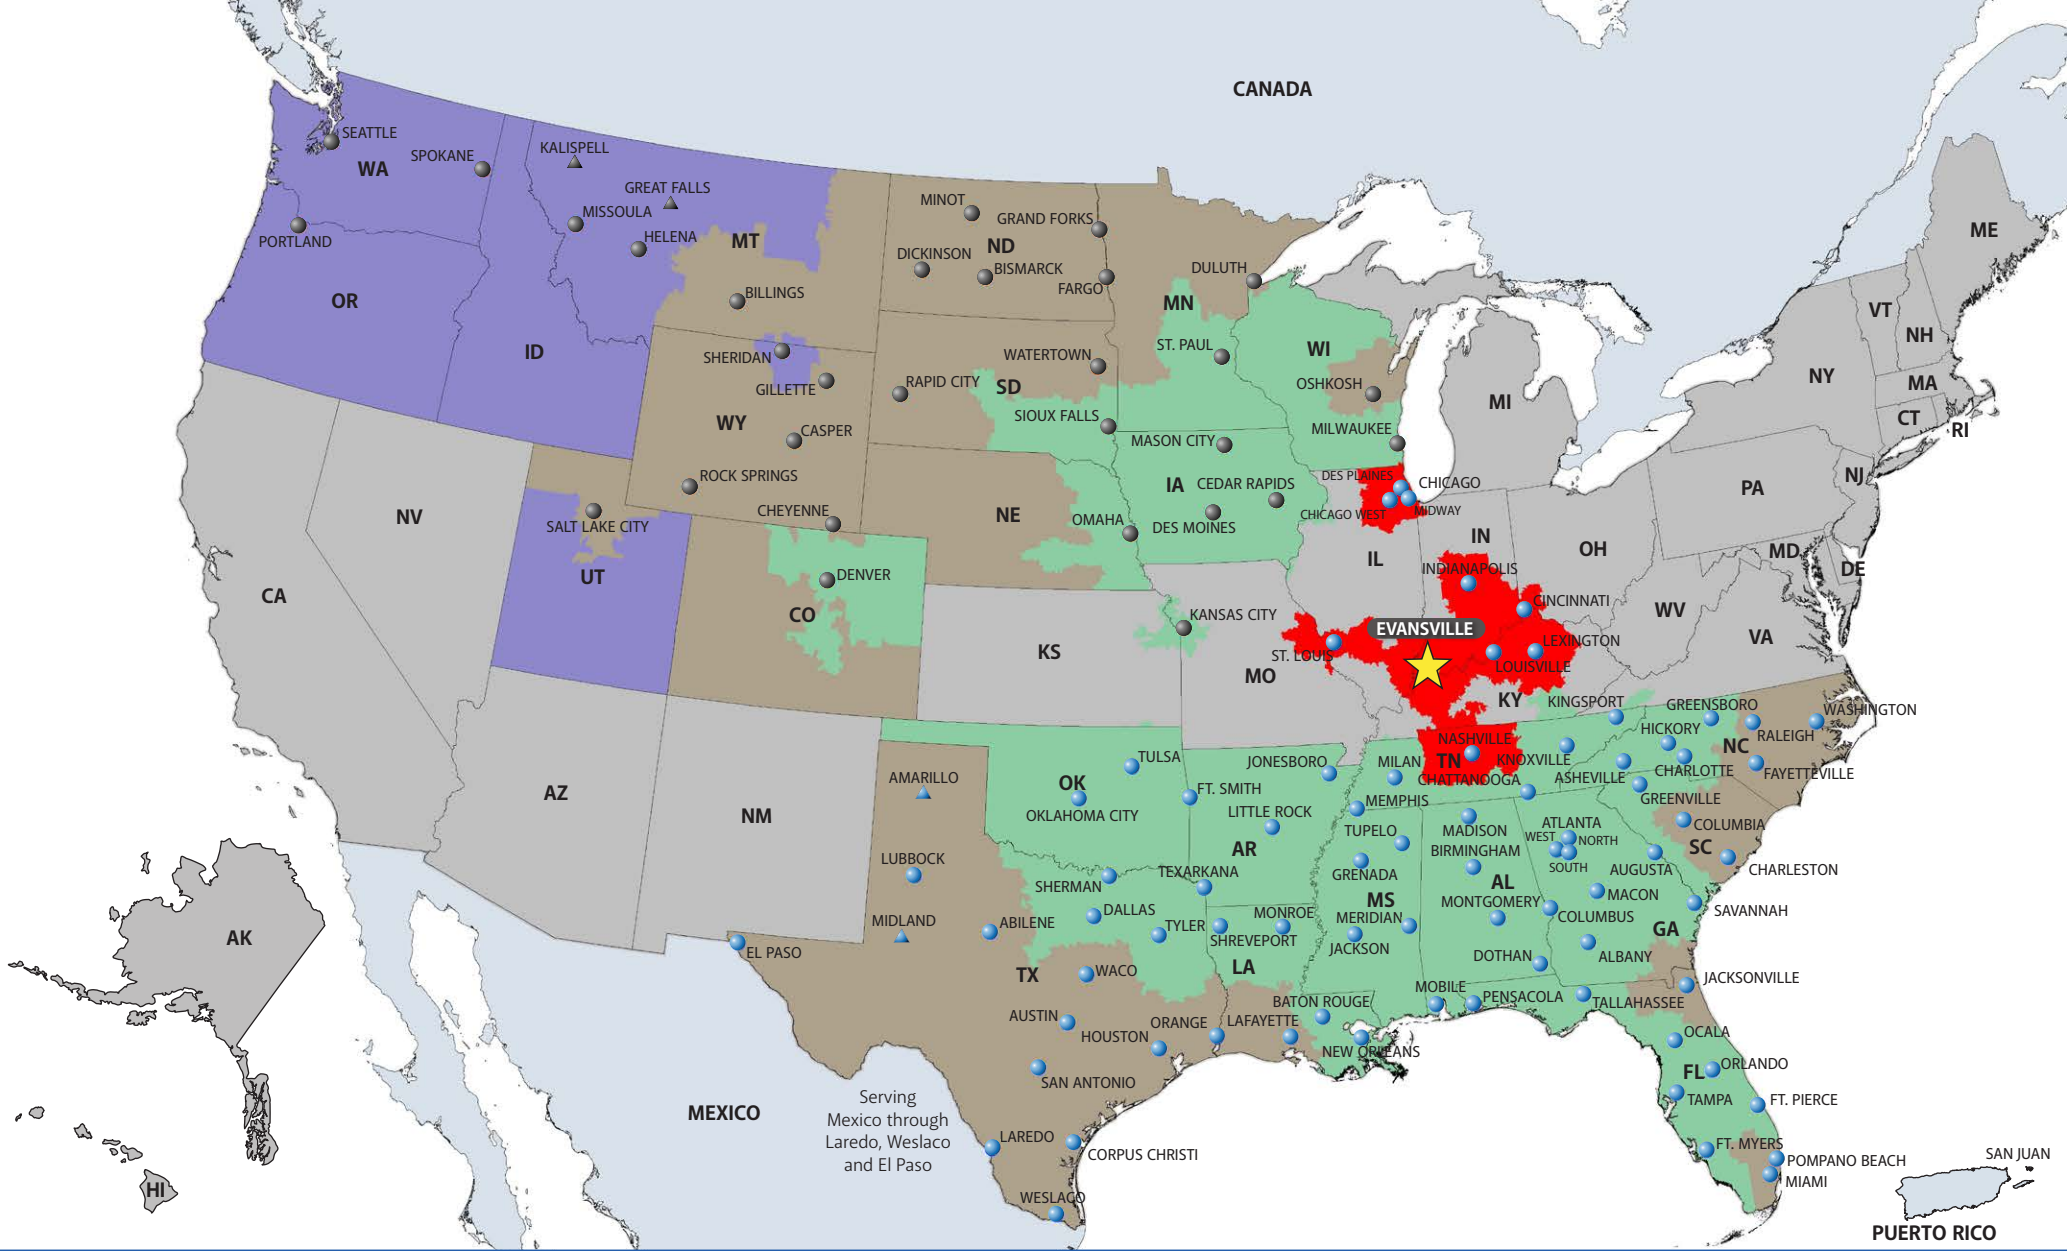 CANADA
SEATTLE
WA
SPOKANE
KALISPELL
GREAT FALLS
MISSOULA
HELENA
PORTLAND
MT
BILLINGS
OR
ID
MINOT
GRAND FORKS
ND
DICKINSON
BISMARCK
FARGO
DULUTH
MN
ST. PAUL
WI
OSHKOSH
MILWAUKEE
MI
ME
VT
NH
NY
MA
CT
RI
SHERIDAN
GILLETTE
WY
CASPER
ROCK SPRINGS
CHEYENNE
WATERTOWN
RAPID CITY
SD
SIOUX FALLS
MASON CITY
IA
CEDAR RAPIDS
DES MOINES
OMAHA
NE
DES PLAINES
CHICAGO
CHICAGO WEST
MIDWAY
PA
NJ
MD
DE
NV
SALT LAKE CITY
UT
CA
DENVER
CO
KANSAS CITY
KS
MO
IL
IN
INDIANAPOLIS
OH
CINCINNATI
EVANSVILLE
ST. LOUIS
LEXINGTON
LOUISVILLE
KY
WV
VA
KINGSPORT
GREENSBORO
WASHINGTON
HICKORY
NC
RALEIGH
NASHVILLE
TN
KNOXVILLE
CHARLOTTE
FAYETTEVILLE
ASHEVILLE
MILAN
CHATTANOOGA
GREENVILLE
MEMPHIS
COLUMBIA
SC
CHARLESTON
AZ
NM
AMARILLO
LUBBOCK
MIDLAND
ABILENE
EL PASO
TULSA
OK
OKLAHOMA CITY
JONESBORO
FT. SMITH
LITTLE ROCK
AR
TEXARKANA
SHERMAN
DALLAS
TYLER
MONROE
SHREVEPORT
LA
TX
WACO
AUSTIN
HOUSTON
ORANGE
LAFAYETTE
BATON ROUGE
NEW ORLEANS
SAN ANTONIO
LAREDO
CORPUS CHRISTI
WESLACO
TUPELO
GRENADA
MS
MERIDIAN
JACKSON
MADISON
BIRMINGHAM
AL
MONTGOMERY
DOTHAN
MOBILE
PENSACOLA
ATLANTA
WEST
NORTH
SOUTH
AUGUSTA
MACON
COLUMBUS
SAVANNAH
GA
ALBANY
JACKSONVILLE
TALLAHASSEE
OCALA
FL
ORLANDO
TAMPA
FT. PIERCE
FT. MYERS
POMPANO BEACH
MIAMI
SAN JUAN
PUERTO RICO
AK
HI
MEXICO
Serving
Mexico through
Laredo, Weslaco
and El Paso